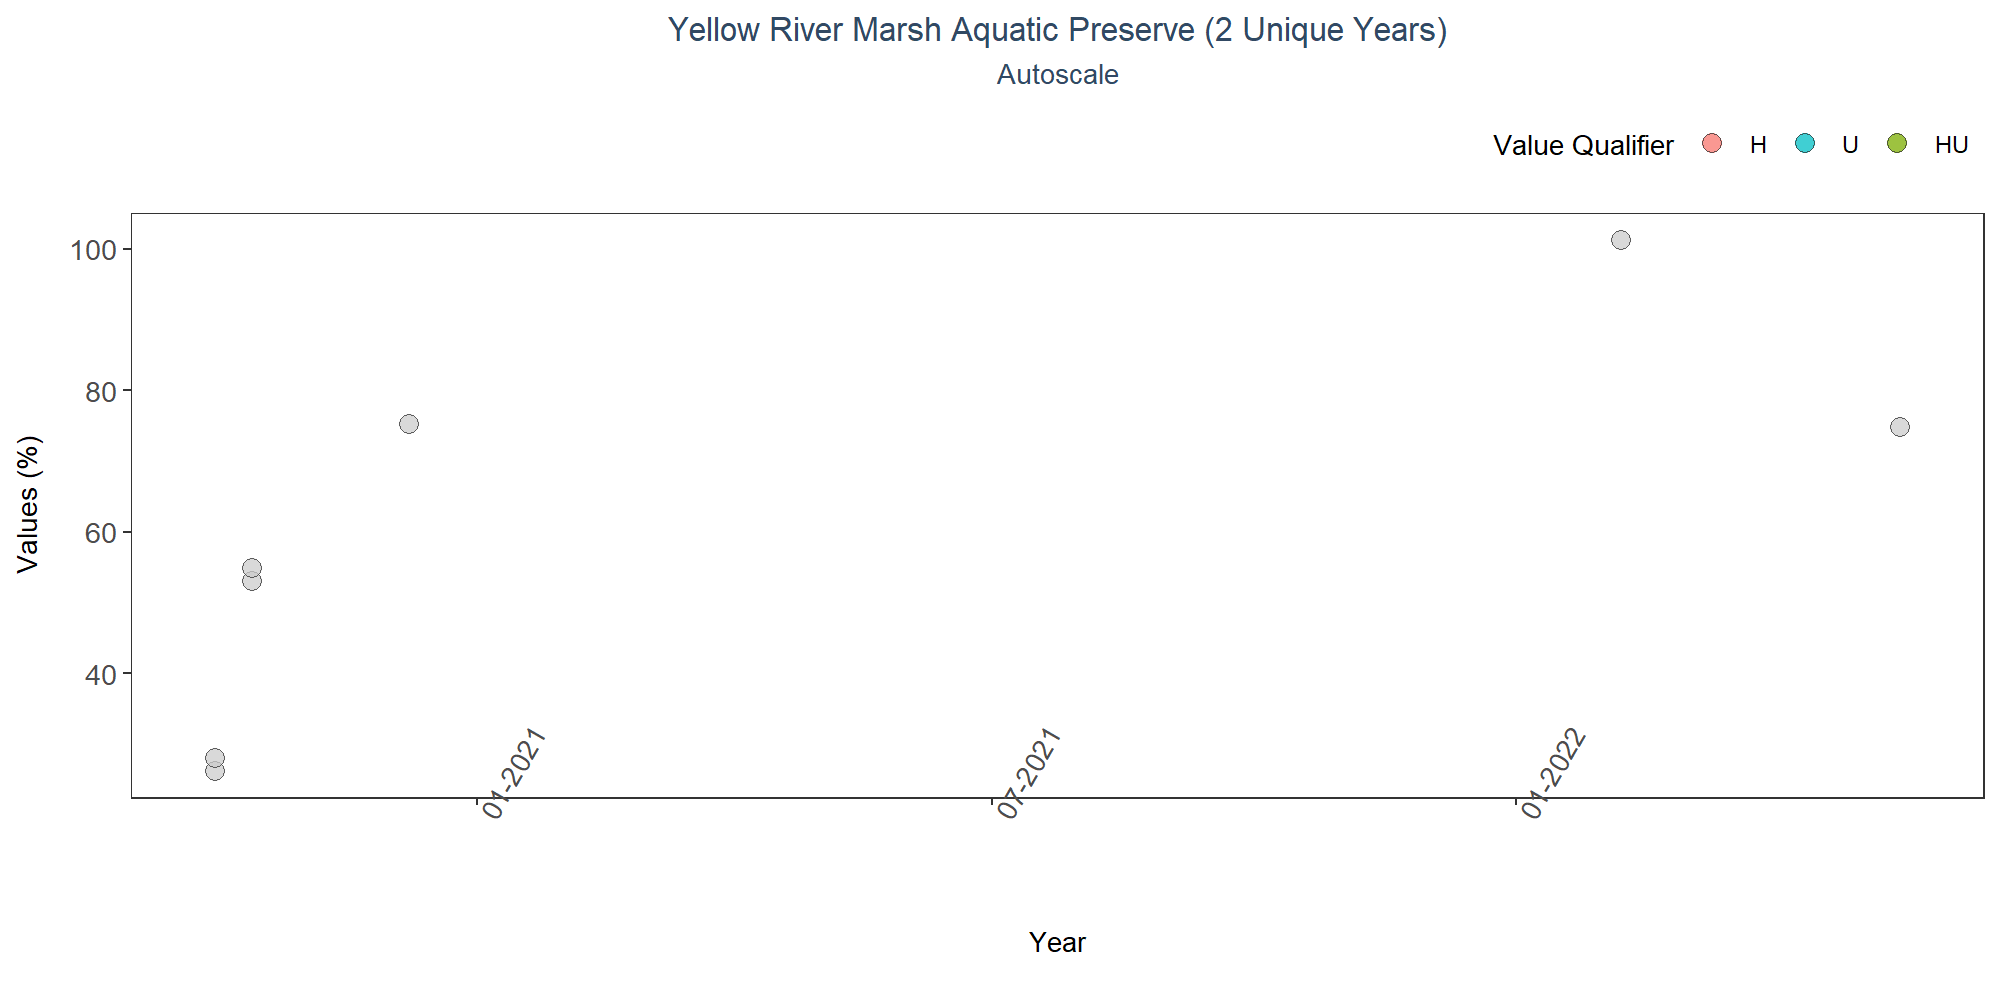 Yellow River Marsh Aquatic Preserve (2 Unique Years)
Autoscale
Value Qualifier H U HU
100
80
60
40
Values (%)
01-2021 07-2021 01-2022
Year